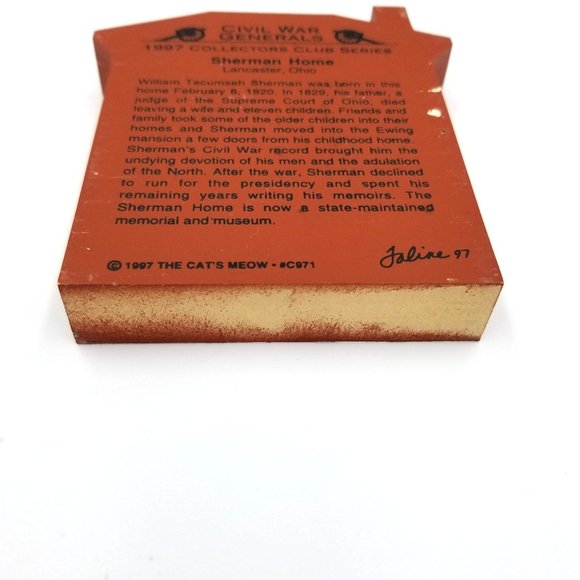 CIVIL WAR
GENERALS
1997 COLLECTORS CLUB SERIES
Sherman Home
Lancaster, Ohio
William Tecumseh Sherman was born in this
home February 8, 1820. In 1829, his father, a
judge of the Supreme Court of Ohio, died
leaving a wife and eleven children. Friends and
family took some of the older children into their
homes and Sherman moved into the Ewing
mansion a few doors from his childhood home.
Sherman's Civil War record brought him the
undying devotion of his men and the adulation
of the North. After the war, Sherman declined
to run for the presidency and spent his
remaining years writing his memoirs. The
Sherman Home is now a state-maintained
memorial and museum.
Faline 97
© 1997 THE CAT'S MEOW • #C971